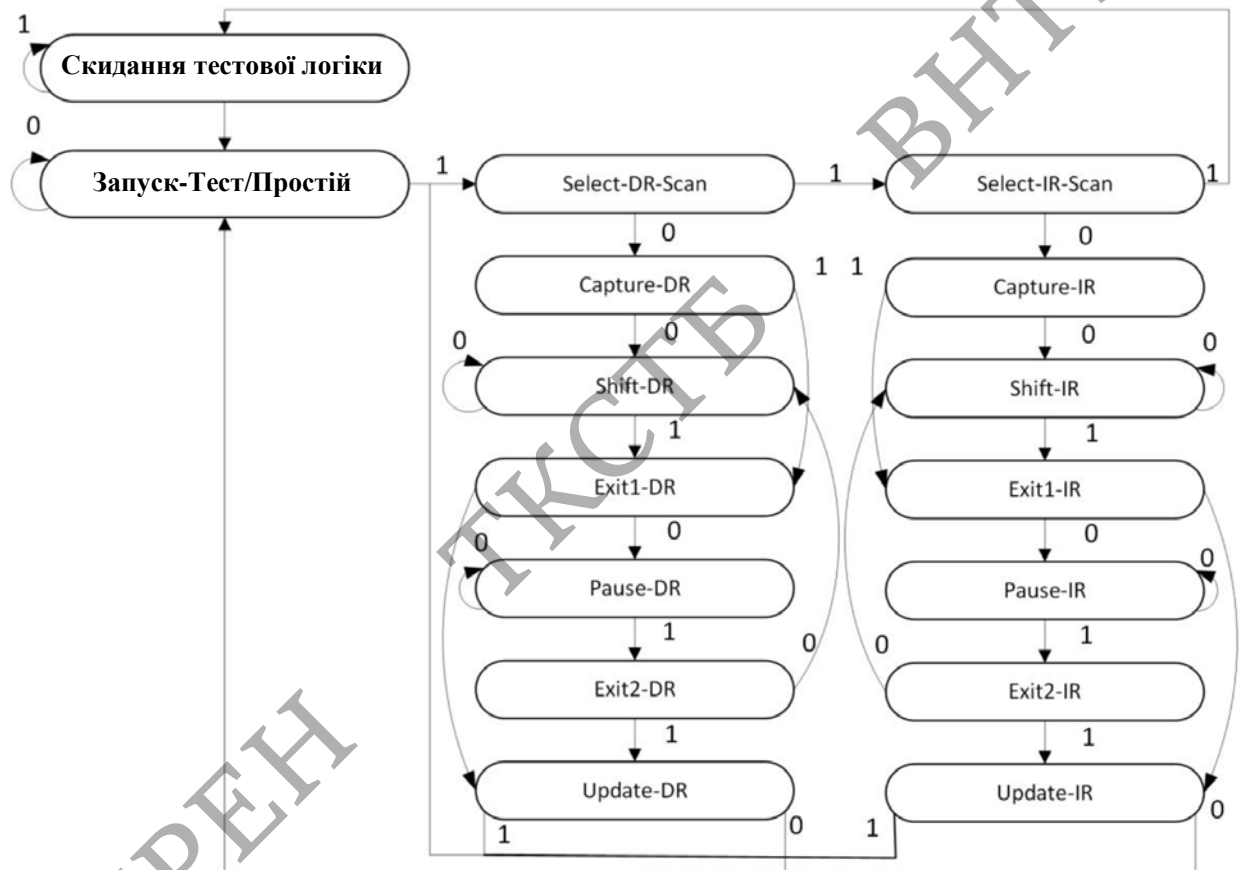 1
Скидання тестової логіки
0
Запуск-Тест/Простій
1
Select-DR-Scan
1
Select-IR-Scan
1
0
0
Capture-DR
1 1
Capture-IR
0
0
0
Shift-DR
Shift-IR
0
1
1
Exit1-DR
Exit1-IR
0
0
0
Pause-DR
Pause-IR
0
1
0
0
1
Exit2-DR
Exit2-IR
1
1
Update-DR
Update-IR
0
1
0
1
ТКСТБ
ВНТ
РЕН